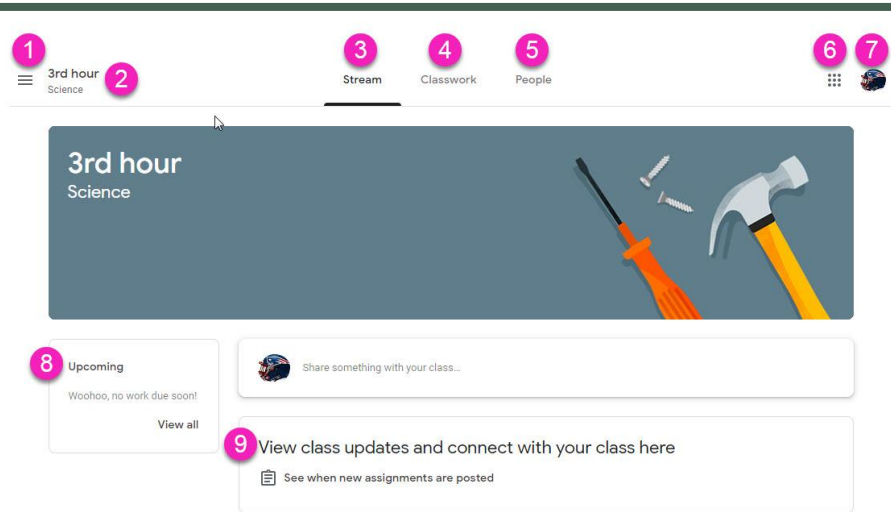 1
3
4
5
6
7
3rd hour
2
Science
Stream
Classwork
People
3rd hour
Science
8
Upcoming
Woohoo, no work due soon!
View all
Share something with your class...
9
View class updates and connect with your class here
See when new assignments are posted